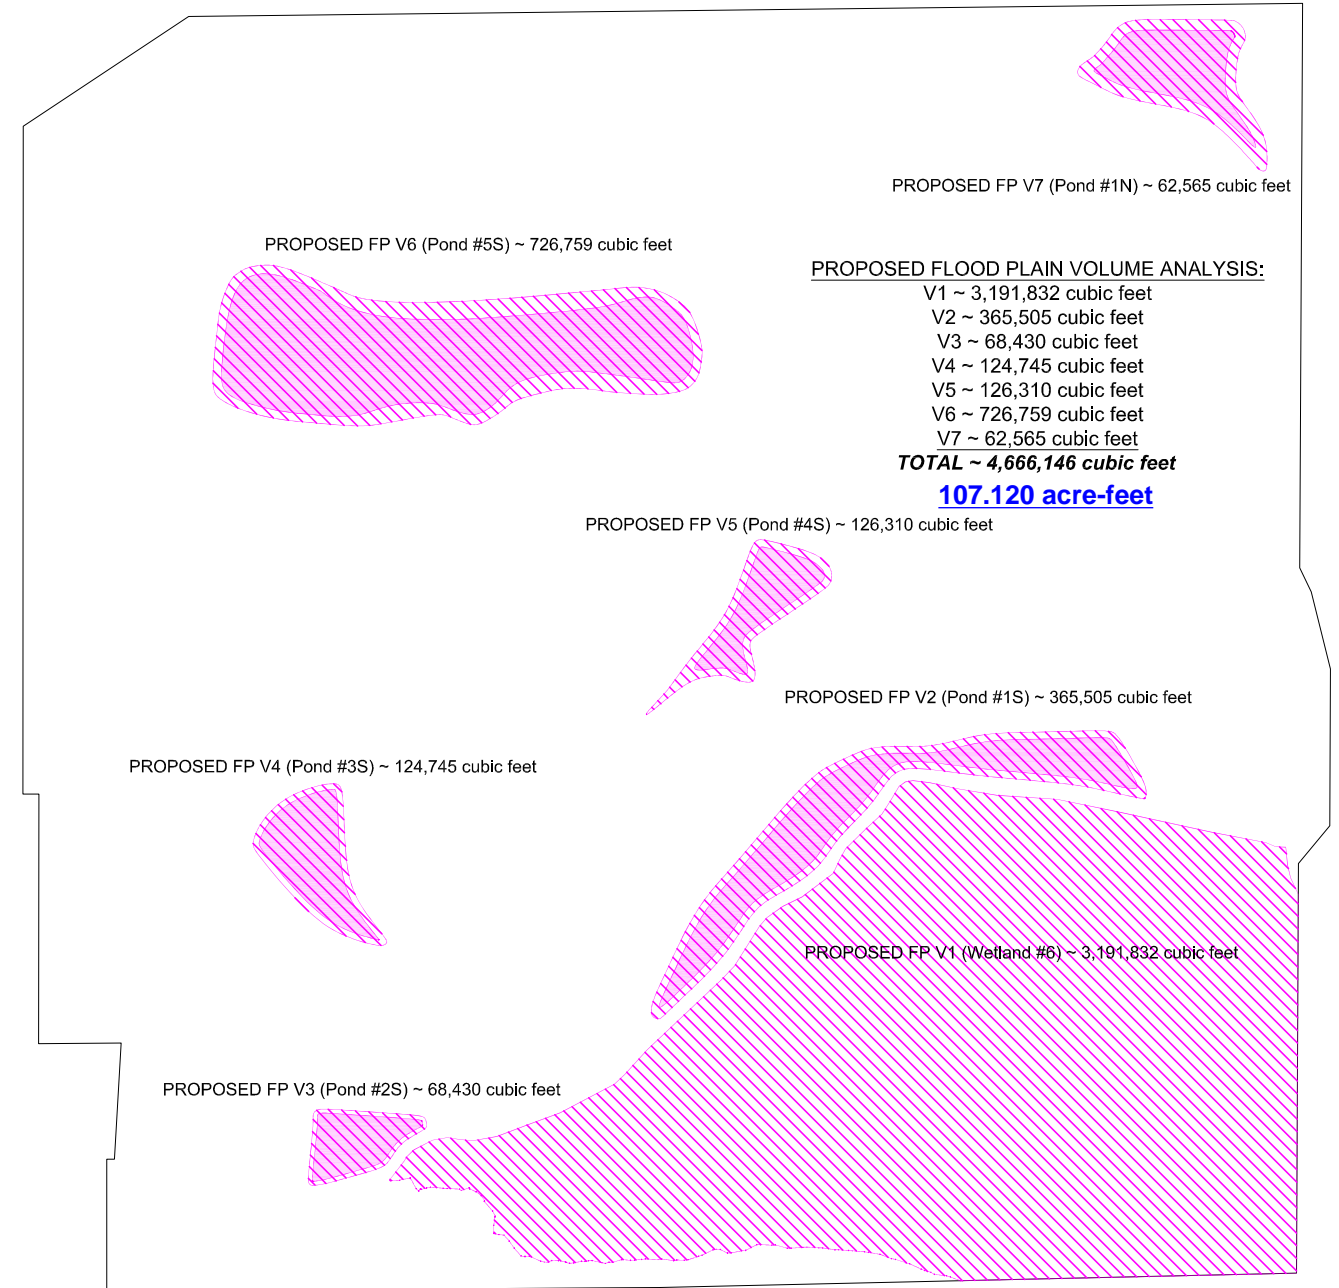 PROPOSED FP V7 (Pond #1N) ~ 62,565 cubic feet
PROPOSED FP V6 (Pond #5S) ~ 726,759 cubic feet
PROPOSED FLOOD PLAIN VOLUME ANALYSIS:
V1 ~ 3,191,832 cubic feet
V2 ~ 365,505 cubic feet
V3 ~ 68,430 cubic feet
V4 ~ 124,745 cubic feet
V5 ~ 126,310 cubic feet
V6 ~ 726,759 cubic feet
V7 ~ 62,565 cubic feet
TOTAL ~ 4,666,146 cubic feet
107.120 acre-feet
PROPOSED FP V5 (Pond #4S) ~ 126,310 cubic feet
PROPOSED FP V2 (Pond #1S) ~ 365,505 cubic feet
PROPOSED FP V4 (Pond #3S) ~ 124,745 cubic feet
PROPOSED FP V1 (Wetland #6) ~ 3,191,832 cubic feet
PROPOSED FP V3 (Pond #2S) ~ 68,430 cubic feet